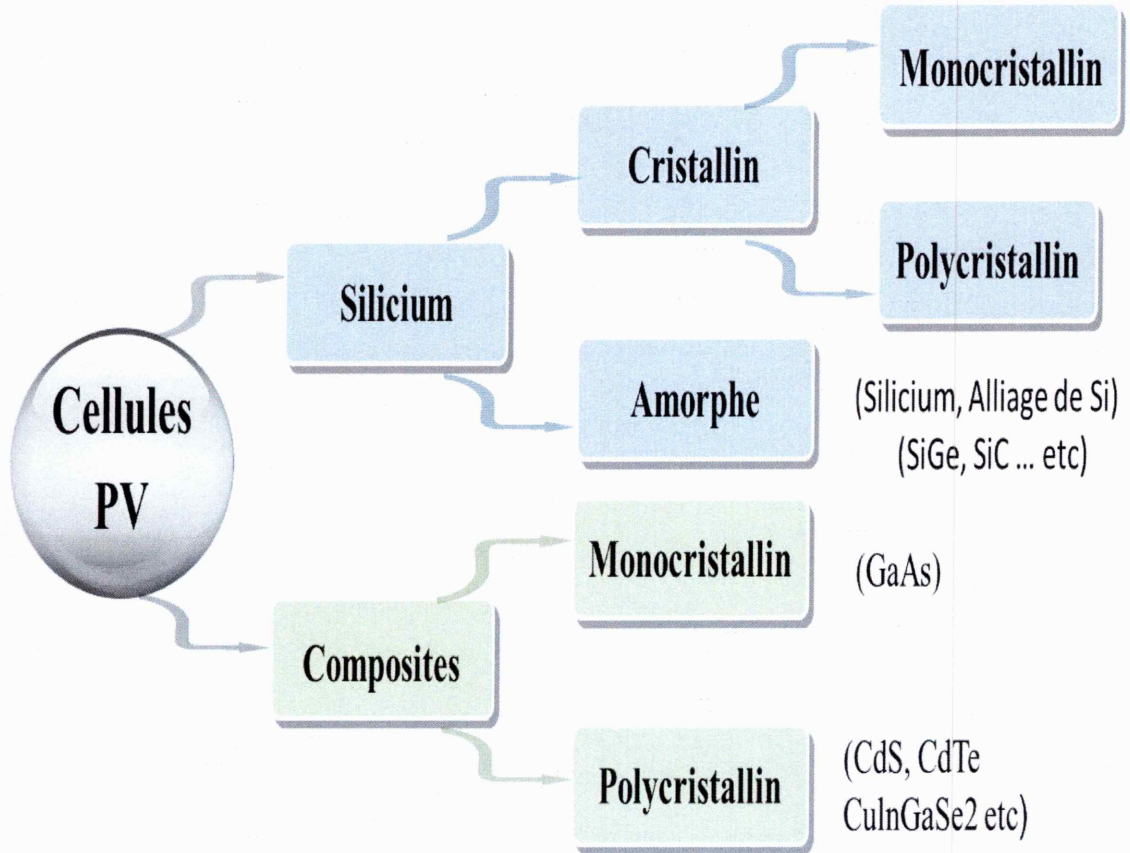 Monocristallin
Cristallin
Polycristallin
Silicium
Cellules
PV
Amorphe
(Silicium, Alliage de Si)
(SiGe, SiC ... etc)
Monocristallin
(GaAs)
Composites
Polycristallin
(CdS, CdTe
CuInGaSe2 etc)